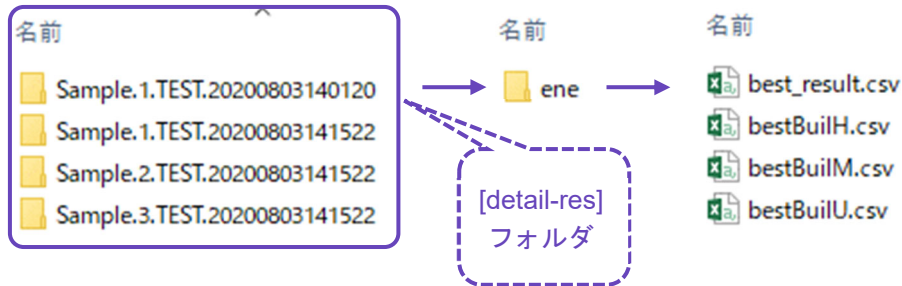 名前
Sample.1.TEST.20200803140120
Sample.1.TEST.20200803141522
Sample.2.TEST.20200803141522
Sample.3.TEST.20200803141522
[detail-res]
フォルダ
名前
ene
名前
best_result.csv
bestBuilH.csv
bestBuilM.csv
bestBuilU.csv